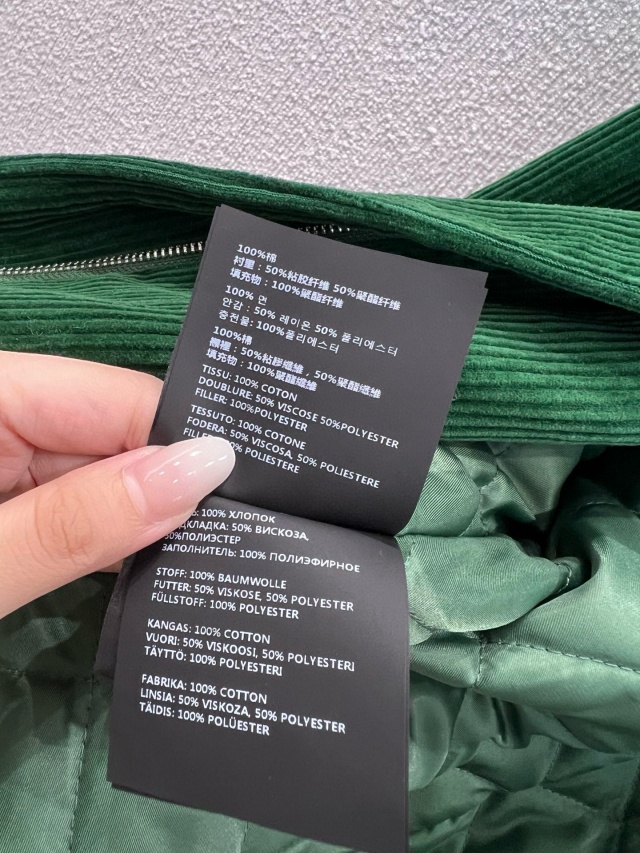 100%棉
衬里：50%粘胶纤维 50%聚酯纤维
填充物：100%聚酯纤维
100% 면
안감 : 50% 레이온 50% 폴리에스터
충전물: 100%폴리에스터
100%棉
襯裡：50%粘膠纖維，50%聚酯纖維
填充物：100%聚酯纖維
TISSU: 100% COTON
DOUBLURE: 50% VISCOSE 50%POLYESTER
FILLER: 100%POLYESTER
TESSUTO: 100% COTONE
FODERA: 50% VISCOSA, 50% POLIESTERE
POLIESTERE
100% ХЛОПОК
50% ВИСКОЗА,
50%ПОЛИЭСТЕР
ЗАПОЛНИТЕЛЬ: 100% ПОЛИЭФИРНОЕ
STOFF: 100% BAUMWOLLE
FUTTER: 50% VISKOSE, 50% POLYESTER
FÜLLSTOFF: 100% POLYESTER
KANGAS: 100% COTTON
VUORI: 50% VISKOOSI, 50% POLYESTERI
TÄYTTÖ: 100% POLYESTERI
FABRIKA: 100% COTTON
LINSIA: 50% VISKOZA, 50% POLYESTER
TÄIDIS: 100% POLÜESTER